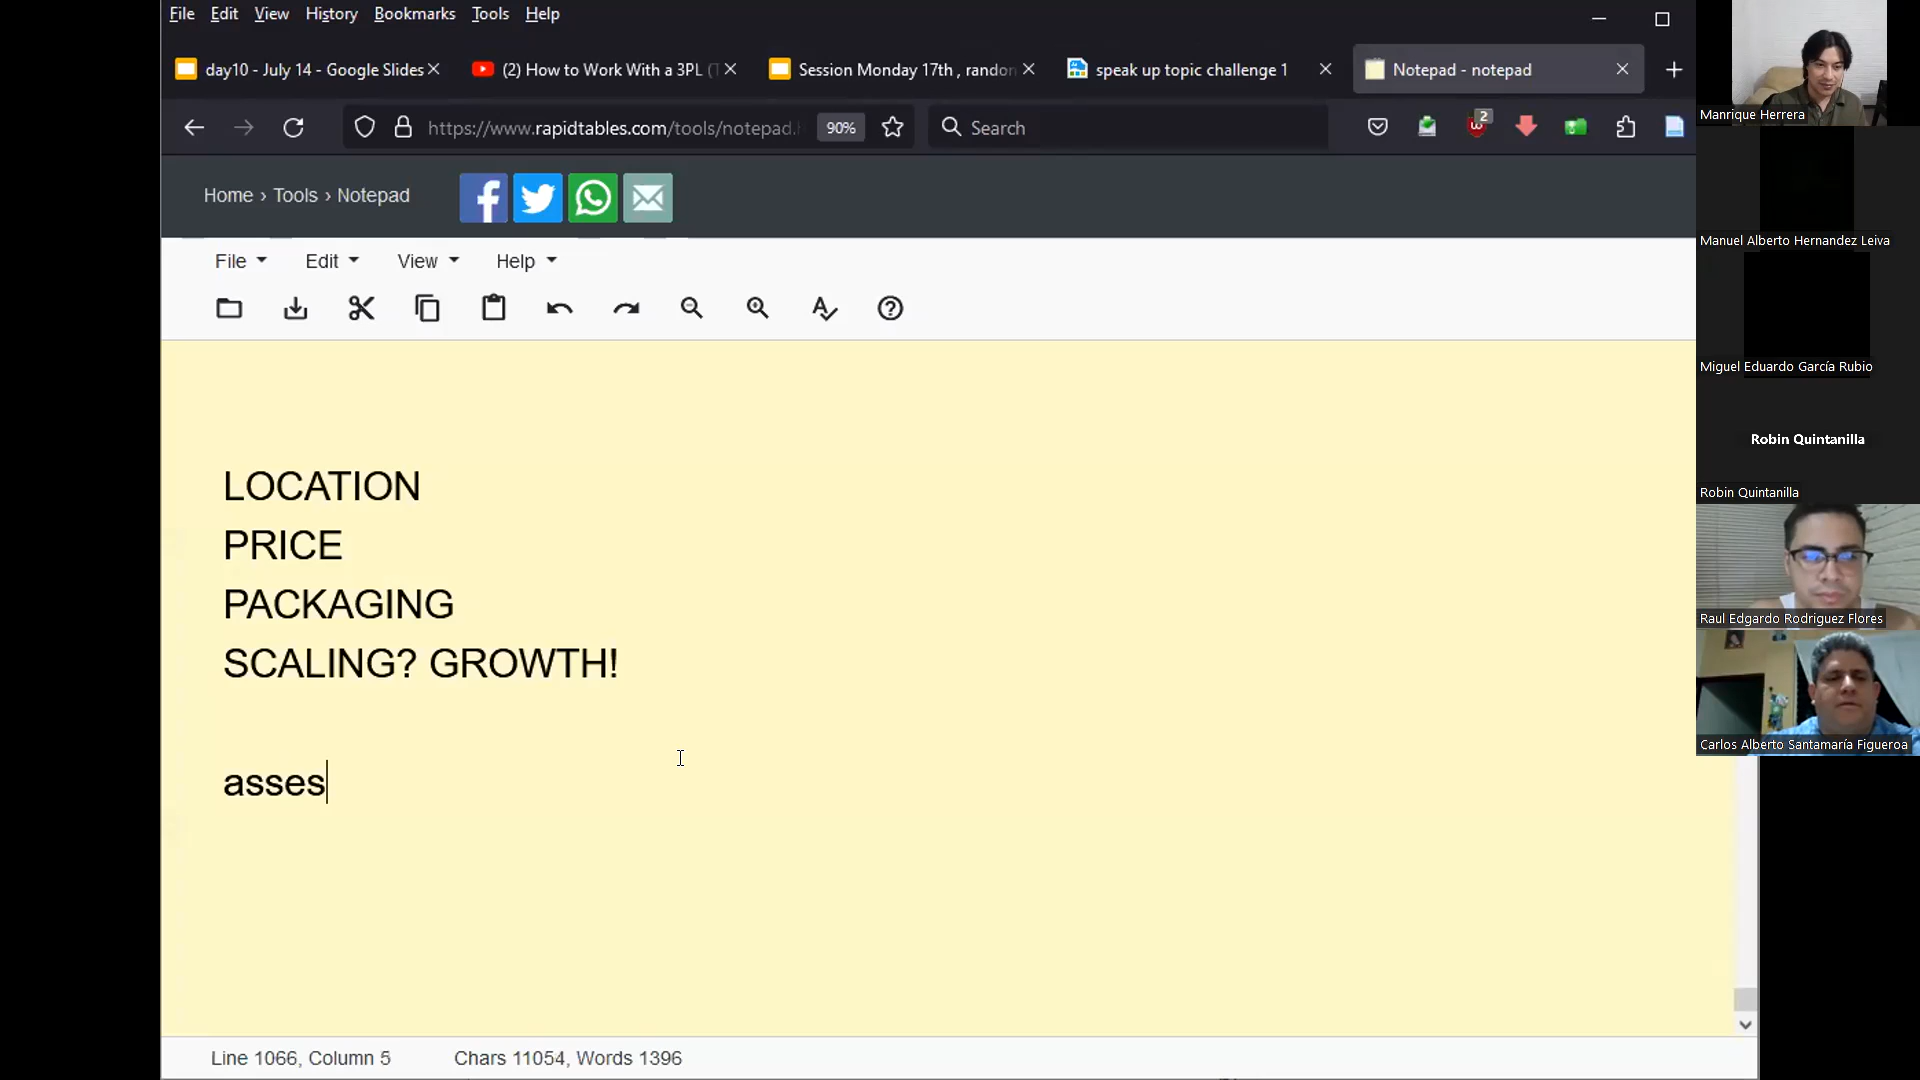 File Edit View History Bookmarks Tools Help
day10 - July 14 - Google Slides
(2) How to Work With a 3PL (T
Session Monday 17th , randor
speak up topic challenge 1
Notepad - notepad
https://www.rapidtables.com/tools/notepad.h
90%
Search
2
Home › Tools › Notepad
File Edit View Help
LOCATION
PRICE
PACKAGING
SCALING? GROWTH!
asses
Line 1066, Column 5
Chars 11054, Words 1396
Manrique Herrera
Manuel Alberto Hernandez Leiva
Miguel Eduardo García Rubio
Robin Quintanilla
Robin Quintanilla
Raul Edgardo Rodriguez Flores
Carlos Alberto Santamaría Figueroa